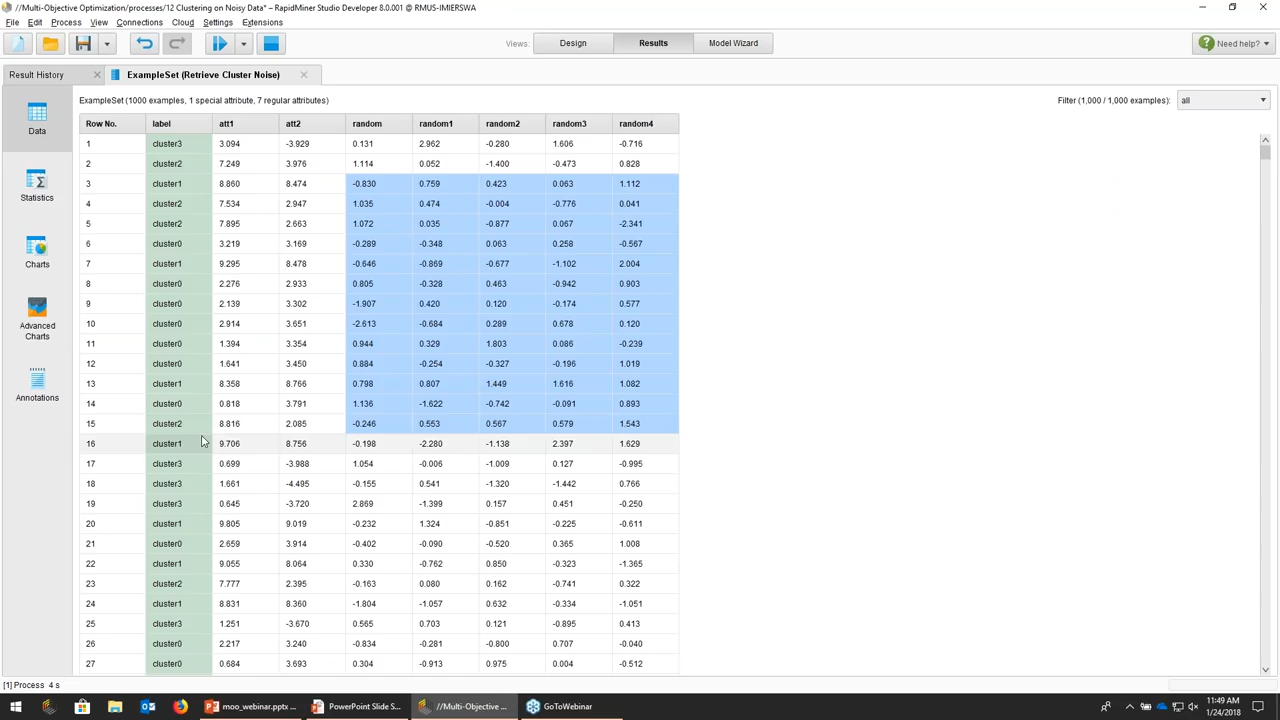 //Multi-Objective Optimization/processes/12 Clustering on Noisy Data* – RapidMiner Studio Developer 8.0.001 @ RMUS-IMIERSWA
File Edit Process View Connections Cloud Settings Extensions
Views: Design Results Model Wizard Need help?
Result History ExampleSet (Retrieve Cluster Noise)
ExampleSet (1000 examples, 1 special attribute, 7 regular attributes) Filter (1,000 / 1,000 examples): all
Data
Statistics
Charts
Advanced
Charts
Annotations
Row No. label att1 att2 random random1 random2 random3 random4
1 cluster3 3.094 -3.929 0.131 2.962 -0.280 1.606 -0.716
2 cluster2 7.249 3.976 1.114 0.052 -1.400 -0.473 0.828
3 cluster1 8.860 8.474 -0.830 0.759 0.423 0.063 1.112
4 cluster2 7.534 2.947 1.035 0.474 -0.004 -0.776 0.041
5 cluster2 7.895 2.663 1.072 0.035 -0.877 0.067 -2.341
6 cluster0 3.219 3.169 -0.289 -0.348 0.063 0.258 -0.567
7 cluster1 9.295 8.478 -0.646 -0.869 -0.677 -1.102 2.004
8 cluster0 2.276 2.933 0.805 -0.328 0.463 -0.942 0.903
9 cluster0 2.139 3.302 -1.907 0.420 0.120 -0.174 0.577
10 cluster0 2.914 3.651 -2.613 -0.684 0.289 0.678 0.120
11 cluster0 1.394 3.354 0.944 0.329 1.803 0.086 -0.239
12 cluster0 1.641 3.450 0.884 -0.254 -0.327 -0.196 1.019
13 cluster1 8.358 8.766 0.798 0.807 1.449 1.616 1.082
14 cluster0 0.818 3.791 1.136 -1.622 -0.742 -0.091 0.893
15 cluster2 8.816 2.085 -0.246 0.553 0.567 0.579 1.543
16 cluster1 9.706 8.756 -0.198 -2.280 -1.138 2.397 1.629
17 cluster3 0.699 -3.988 1.054 -0.006 -1.009 0.127 -0.995
18 cluster3 1.661 -4.495 -0.155 0.541 -1.320 -1.442 0.766
19 cluster3 0.645 -3.720 2.869 -1.399 0.157 0.451 -0.250
20 cluster1 9.805 9.019 -0.232 1.324 -0.851 -0.225 -0.611
21 cluster0 2.659 3.914 -0.402 -0.090 -0.520 0.365 1.008
22 cluster1 9.055 8.064 0.330 -0.762 0.850 -0.323 -1.365
23 cluster2 7.777 2.395 -0.163 0.080 0.162 -0.741 0.322
24 cluster1 8.831 8.360 -1.804 -1.057 0.632 -0.334 -1.051
25 cluster3 1.251 -3.670 0.565 0.703 0.121 -0.895 0.413
26 cluster0 2.217 3.240 -0.834 -0.281 -0.800 0.707 -0.040
27 cluster0 0.684 3.693 0.304 -0.913 0.975 0.004 -0.512
[1] Process 4 s
moo_webinar.pptx ... PowerPoint Slide S... //Multi-Objective ... GoToWebinar
11:49 AM
1/24/2018